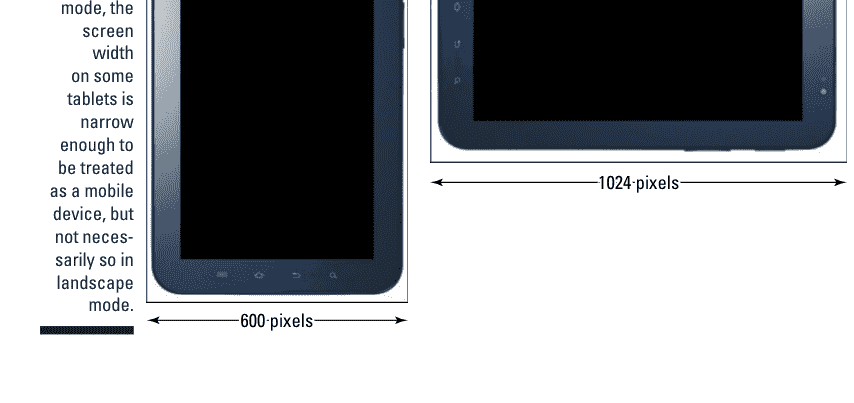 mode, the
screen
width
on some
tablets is
narrow
enough to
be treated
as a mobile
device, but
not neces-
sarily so in
landscape
mode.
600 pixels
1024 pixels